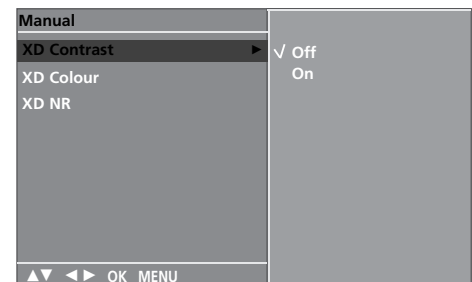 Manual
XD Contrast ►
XD Colour
XD NR
√ Off
On
▲▼ ◄► OK MENU